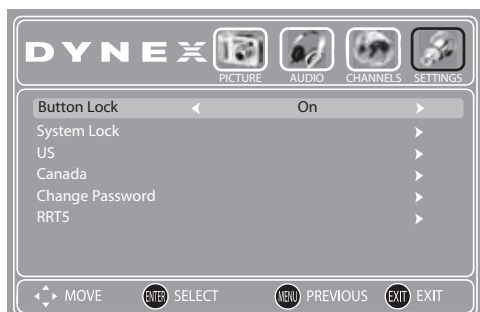 DYNEX
PICTURE AUDIO CHANNELS SETTINGS
Button Lock On
System Lock
US
Canada
Change Password
RRT5
MOVE ENTER SELECT MENU PREVIOUS EXIT EXIT